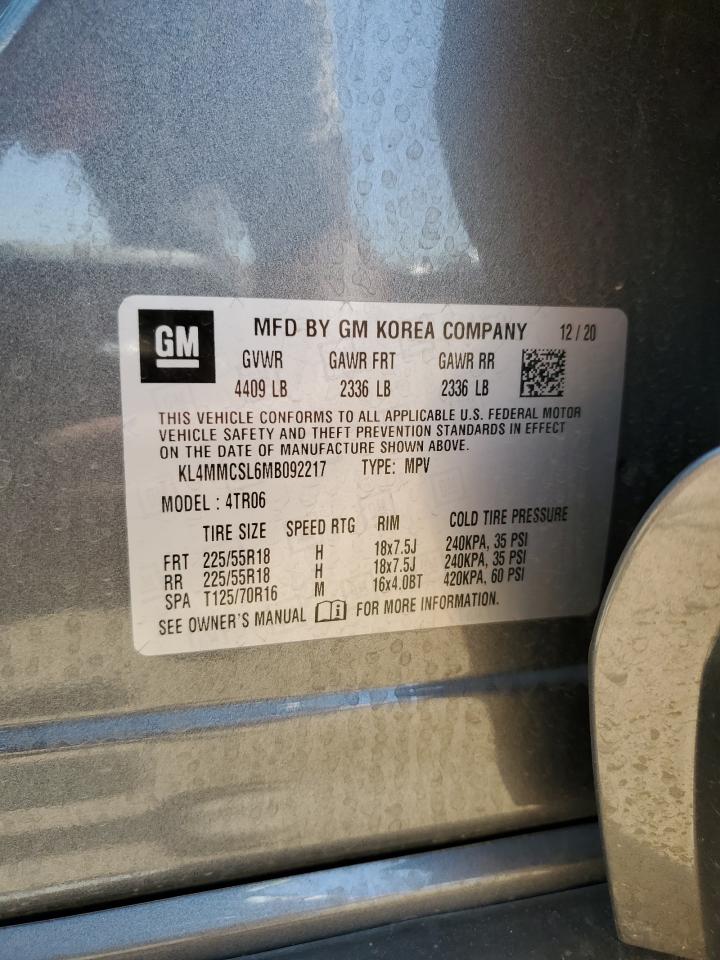 GM MFD BY GM KOREA COMPANY 12 / 20
GVWR GAWR FRT GAWR RR
4409 LB 2336 LB 2336 LB
THIS VEHICLE CONFORMS TO ALL APPLICABLE U.S. FEDERAL MOTOR
VEHICLE SAFETY AND THEFT PREVENTION STANDARDS IN EFFECT
ON THE DATE OF MANUFACTURE SHOWN ABOVE.
KL4MMCSL6MB092217 TYPE: MPV
MODEL : 4TR06
TIRE SIZE SPEED RTG RIM COLD TIRE PRESSURE
FRT 225/55R18 H 18x7.5J 240KPA, 35 PSI
RR 225/55R18 H 18x7.5J 240KPA, 35 PSI
SPA T125/70R16 M 16x4.0BT 420KPA, 60 PSI
SEE OWNER'S MANUAL i FOR MORE INFORMATION.